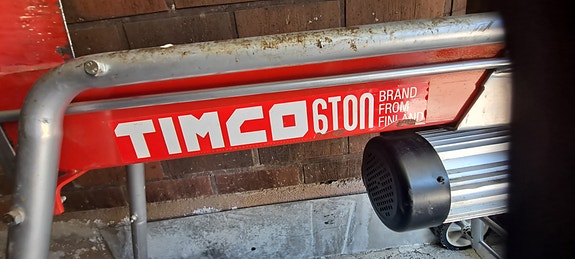 TIMCO 6TON
BRAND
FROM
FINLAND